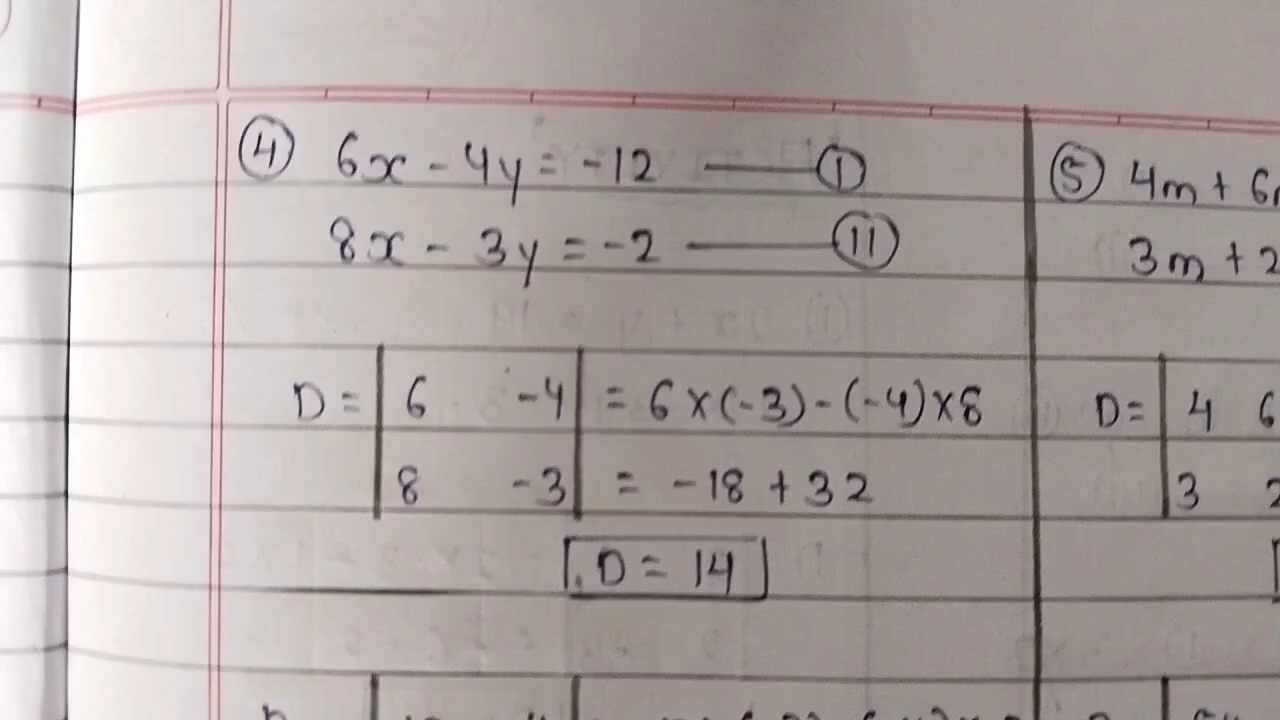 ④ 6x - 4y = -12 —— Ⓘ
8x - 3y = -2 —— (II)
D = | 6 -4 | = 6 × (-3) - (-4) × 8
| 8 -3 | = -18 + 32
D = 14
⑤ 4m + 6
3m + 2
D = | 4 6
| 3 2